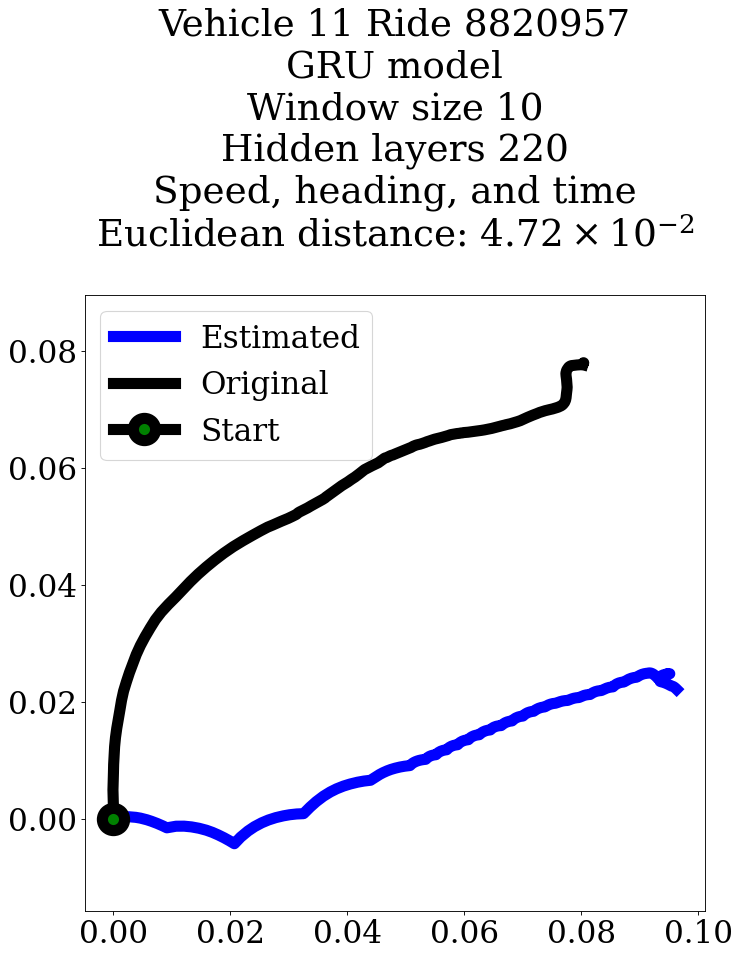 Vehicle 11 Ride 8820957
GRU model
Window size 10
Hidden layers 220
Speed, heading, and time
Euclidean distance: 4.72 × 10⁻²
Estimated
Original
Start
0.08
0.06
0.04
0.02
0.00
0.00 0.02 0.04 0.06 0.08 0.10